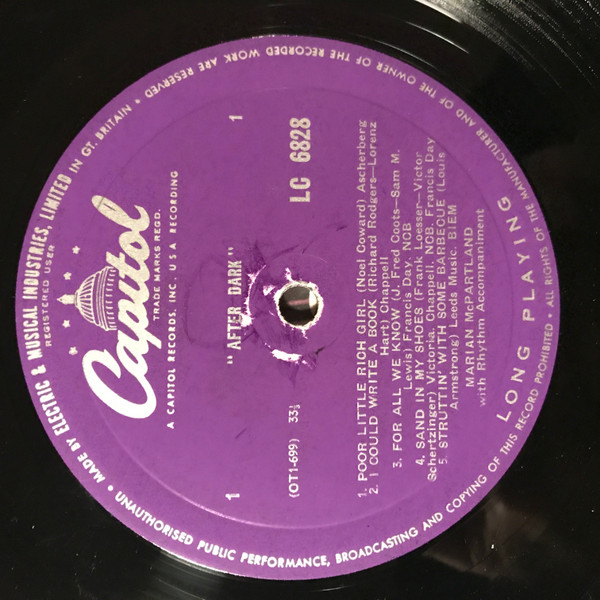 MADE BY ELECTRIC & MUSICAL INDUSTRIES, LIMITED IN GT. BRITAIN • ALL RIGHTS OF THE MANUFACTURER AND OF THE OWNER OF THE RECORDED WORK ARE RESERVED •
REGISTERED USER
Capitol
TRADE MARKS REGD.
A CAPITOL RECORDS, INC., U S A RECORDING
"AFTER DARK"
1 1
(OT1-699) 33⅓ LC 6828
1. POOR LITTLE RICH GIRL (Noel Coward) Ascherberg
2. I COULD WRITE A BOOK (Richard Rodgers—Lorenz
Hart) Chappell
3. FOR ALL WE KNOW (J. Fred Coots—Sam M.
Lewis) Francis Day. NCB
4. SAND IN MY SHOES (Frank Loesser—Victor
Schertzinger) Victoria. Chappell. NCB. Francis Day
5. STRUTTIN' WITH SOME BARBECUE (Louis
Armstrong) Leeds Music. BIEM
MARIAN McPARTLAND
with Rhythm Accompaniment
LONG PLAYING
• UNAUTHORISED PUBLIC PERFORMANCE, BROADCASTING AND COPYING OF THIS RECORD PROHIBITED •